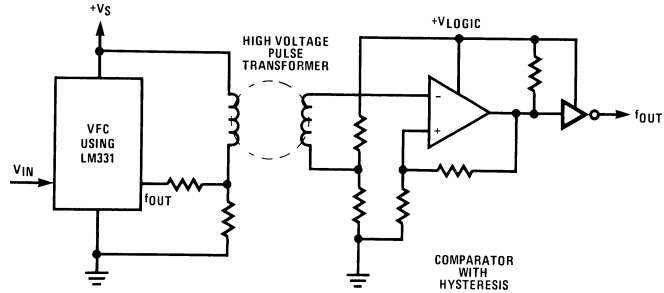 +VS
HIGH VOLTAGE
PULSE
TRANSFORMER
+VLOGIC
VFC
USING
LM331
VIN
fOUT
−
+
fOUT
COMPARATOR
WITH
HYSTERESIS